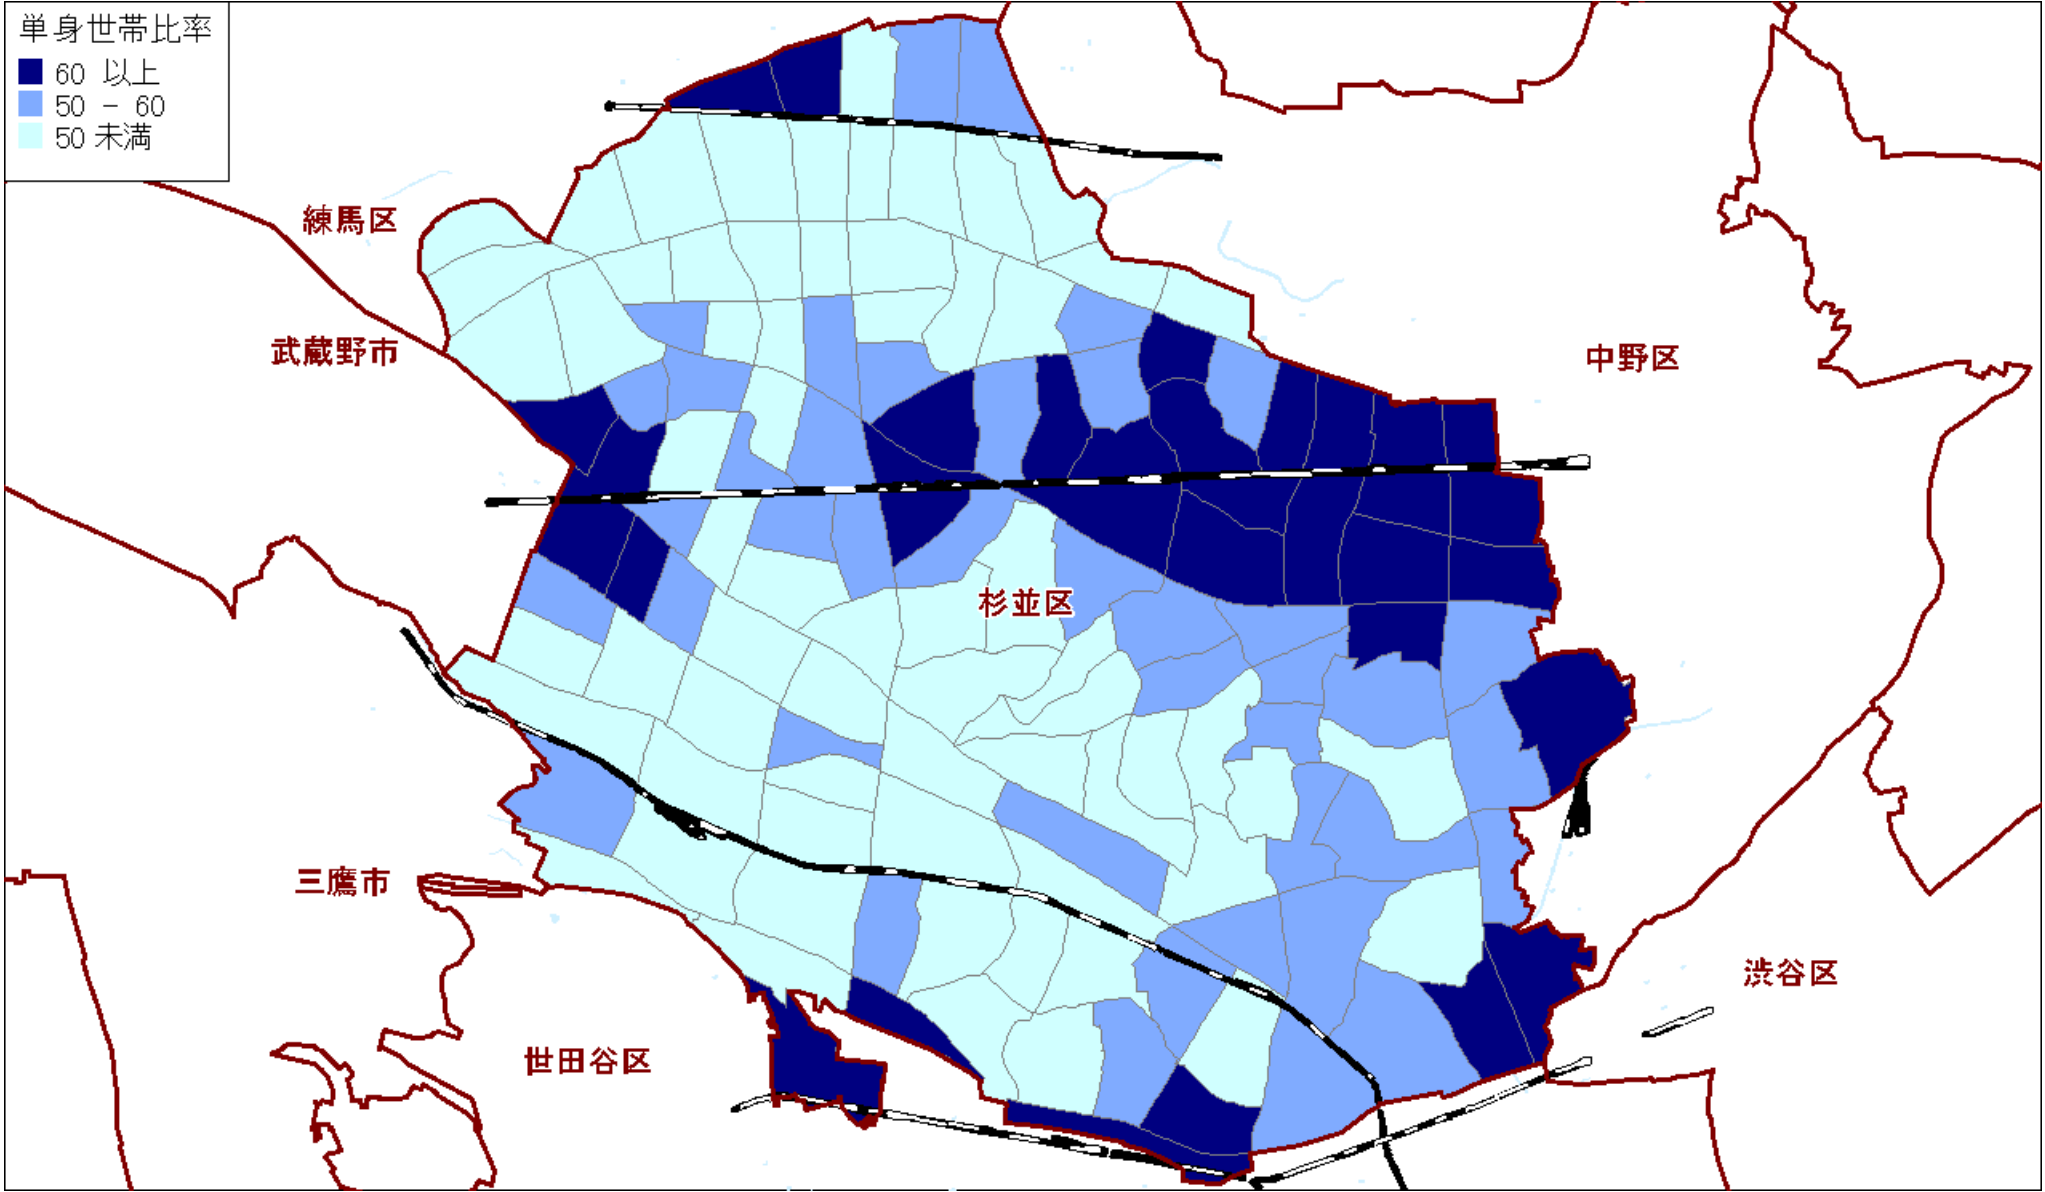 単身世帯比率
60 以上
50 - 60
50 未満
練馬区
武蔵野市
中野区
杉並区
三鷹市
渋谷区
世田谷区